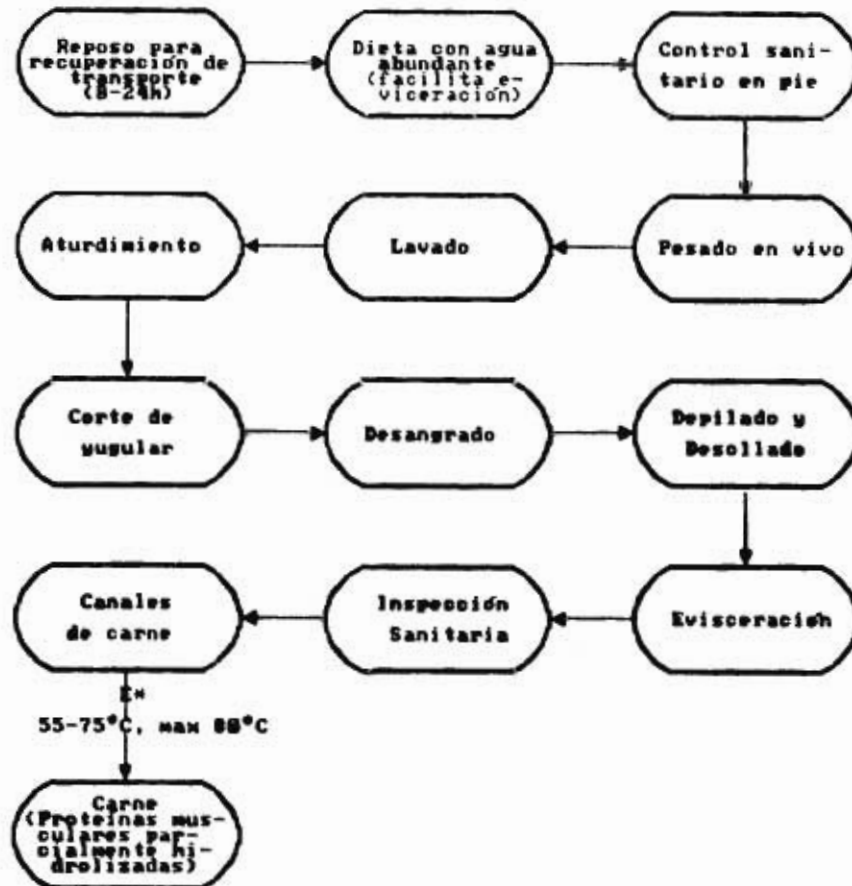 Reposo para
recuperación de
transporte
(8-24h)
Dieta con agua
abundante
(facilita e-
viceración)
Control sani-
tario en pie
Pesado en vivo
Lavado
Aturdimiento
Corte de
yugular
Desangrado
Depilado y
Desollado
Evisceración
Inspección
Sanitaria
Canales
de carne
E*
55-75°C, max 80°C
Carne
(Proteínas mus-
culares par-
cialmente hi-
drolizadas)